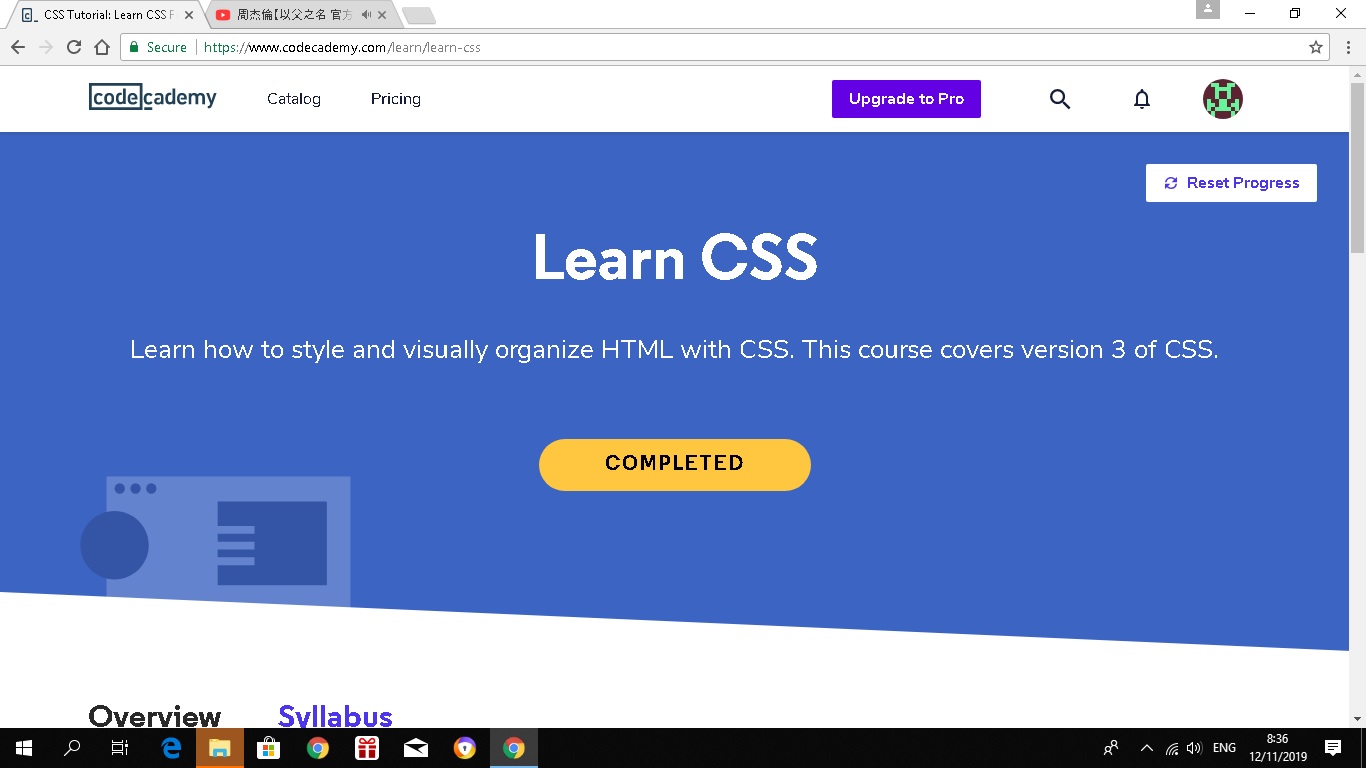 CSS Tutorial: Learn CSS F
周杰倫【以父之名 官方
Secure https://www.codecademy.com/learn/learn-css
codecademy Catalog Pricing Upgrade to Pro
Reset Progress
Learn CSS
Learn how to style and visually organize HTML with CSS. This course covers version 3 of CSS.
COMPLETED
Overview Syllabus
ENG
8:36
12/11/2019